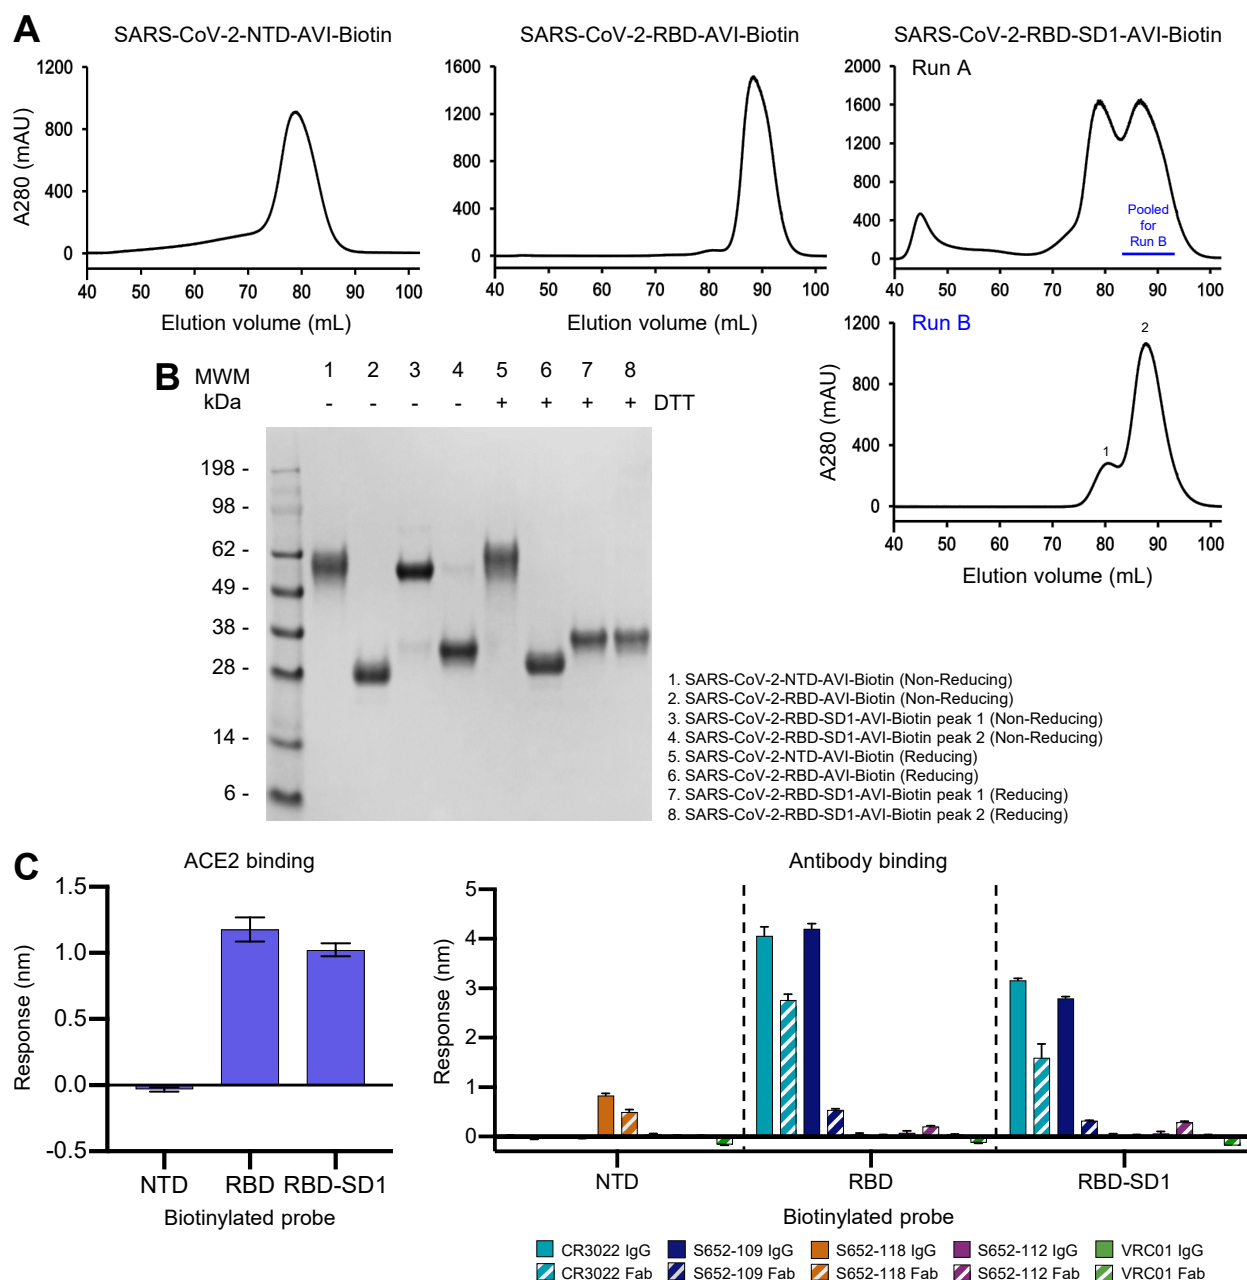 A
SARS-CoV-2-NTD-AVI-Biotin
1200
800
400
0
A280 (mAU)
40 50 60 70 80 90 100
Elution volume (mL)
SARS-CoV-2-RBD-AVI-Biotin
1600
1200
800
400
0
40 50 60 70 80 90 100
Elution volume (mL)
SARS-CoV-2-RBD-SD1-AVI-Biotin
Run A
2000
1600
1200
800
400
0
Pooled
for
Run B
40 50 60 70 80 90 100
Run B
1200
800
400
0
A280 (mAU)
1
2
40 50 60 70 80 90 100
Elution volume (mL)
B
MWM 1 2 3 4 5 6 7 8
kDa - - - - + + + + DTT
198 -
98 -
62 -
49 -
38 -
28 -
14 -
6 -
1. SARS-CoV-2-NTD-AVI-Biotin (Non-Reducing)
2. SARS-CoV-2-RBD-AVI-Biotin (Non-Reducing)
3. SARS-CoV-2-RBD-SD1-AVI-Biotin peak 1 (Non-Reducing)
4. SARS-CoV-2-RBD-SD1-AVI-Biotin peak 2 (Non-Reducing)
5. SARS-CoV-2-NTD-AVI-Biotin (Reducing)
6. SARS-CoV-2-RBD-AVI-Biotin (Reducing)
7. SARS-CoV-2-RBD-SD1-AVI-Biotin peak 1 (Reducing)
8. SARS-CoV-2-RBD-SD1-AVI-Biotin peak 2 (Reducing)
C
ACE2 binding
1.5
1.0
0.5
0.0
-0.5
Response (nm)
NTD RBD RBD-SD1
Biotinylated probe
Antibody binding
5
4
3
2
1
0
Response (nm)
NTD RBD RBD-SD1
Biotinylated probe
CR3022 IgG S652-109 IgG S652-118 IgG S652-112 IgG VRC01 IgG
CR3022 Fab S652-109 Fab S652-118 Fab S652-112 Fab VRC01 Fab